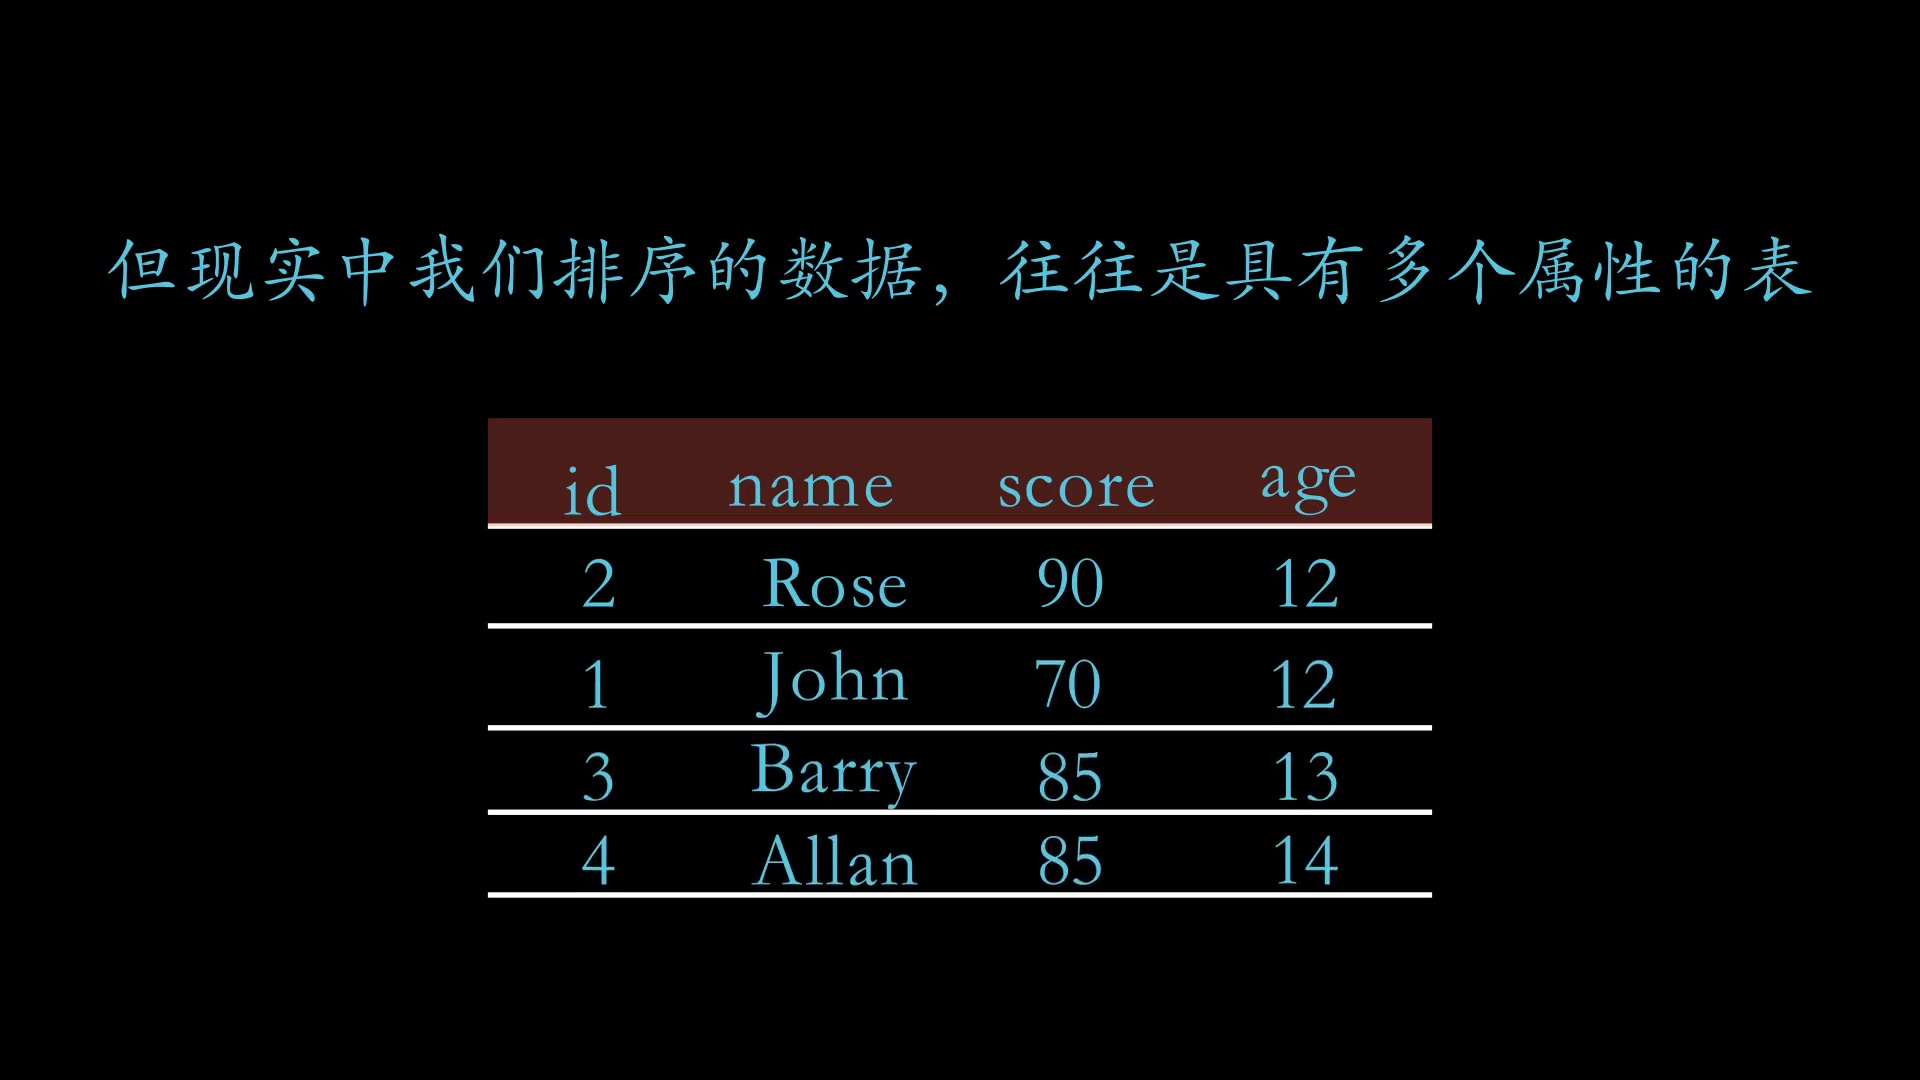 但现实中我们排序的数据，往往是具有多个属性的表
id name score age
2 Rose 90 12
1 John 70 12
3 Barry 85 13
4 Allan 85 14